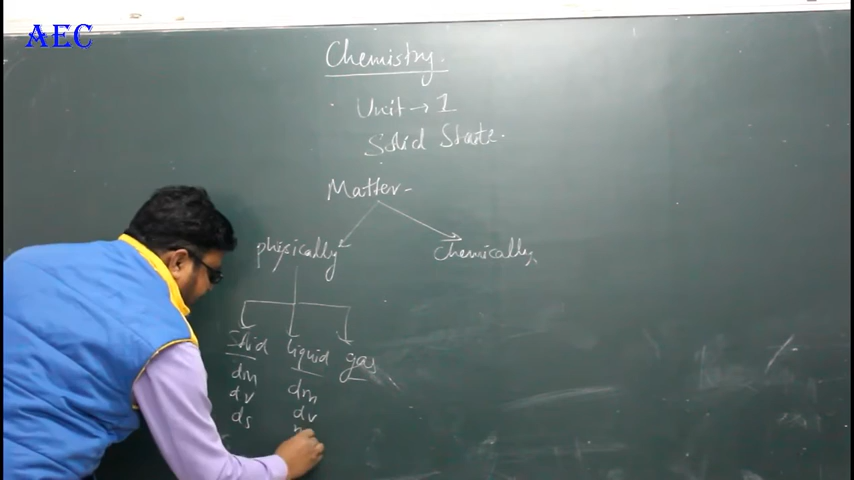 AEC
Chemistry.
Unit → 1
Solid State.
Matter -
physically chemically
Solid liquid gas
dm dm
dv dv
ds